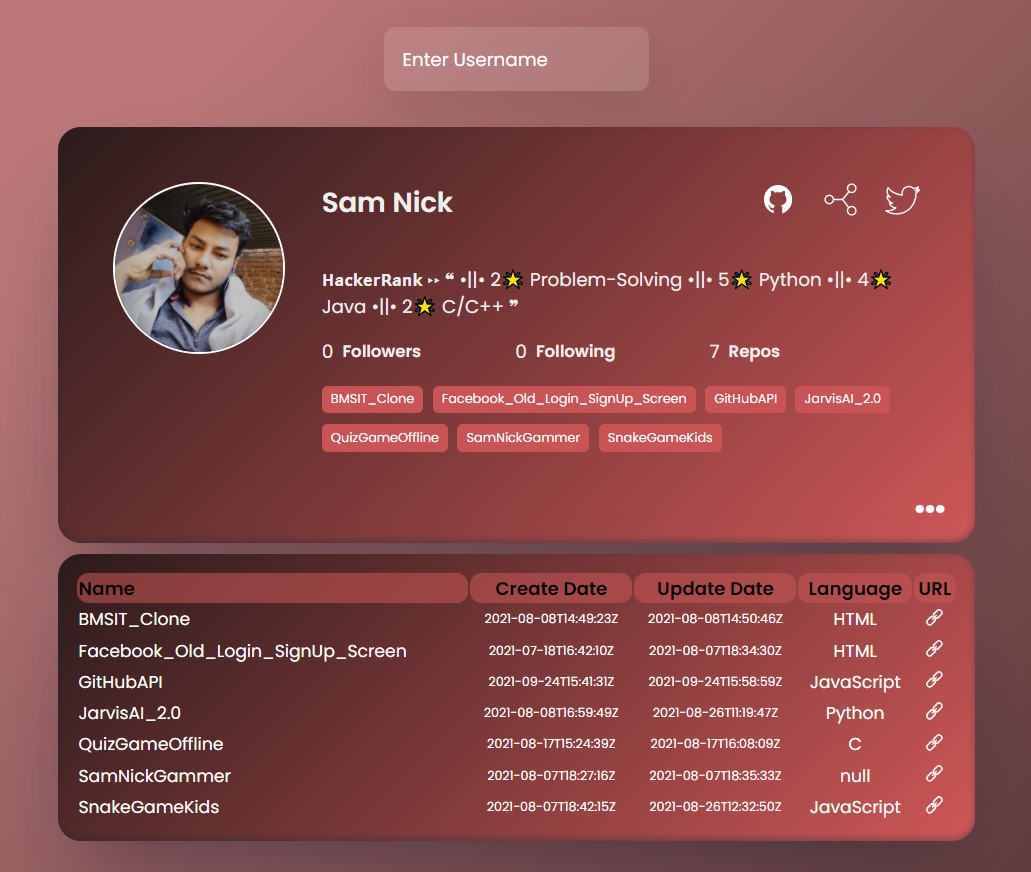 Enter Username
Sam Nick
HackerRank ▸▸ ❝ •||• 2🌟 Problem-Solving •||• 5🌟 Python •||• 4🌟
Java •||• 2🌟 C/C++ ❞
0 Followers 0 Following 7 Repos
BMSIT_Clone Facebook_Old_Login_SignUp_Screen GitHubAPI JarvisAI_2.0
QuizGameOffline SamNickGammer SnakeGameKids
Name Create Date Update Date Language URL
BMSIT_Clone 2021-08-08T14:49:23Z 2021-08-08T14:50:46Z HTML
Facebook_Old_Login_SignUp_Screen 2021-07-18T16:42:10Z 2021-08-07T18:34:30Z HTML
GitHubAPI 2021-09-24T15:41:31Z 2021-09-24T15:58:59Z JavaScript
JarvisAI_2.0 2021-08-08T16:59:49Z 2021-08-26T11:19:47Z Python
QuizGameOffline 2021-08-17T15:24:39Z 2021-08-17T16:08:09Z C
SamNickGammer 2021-08-07T18:27:16Z 2021-08-07T18:35:33Z null
SnakeGameKids 2021-08-07T18:42:15Z 2021-08-26T12:32:50Z JavaScript